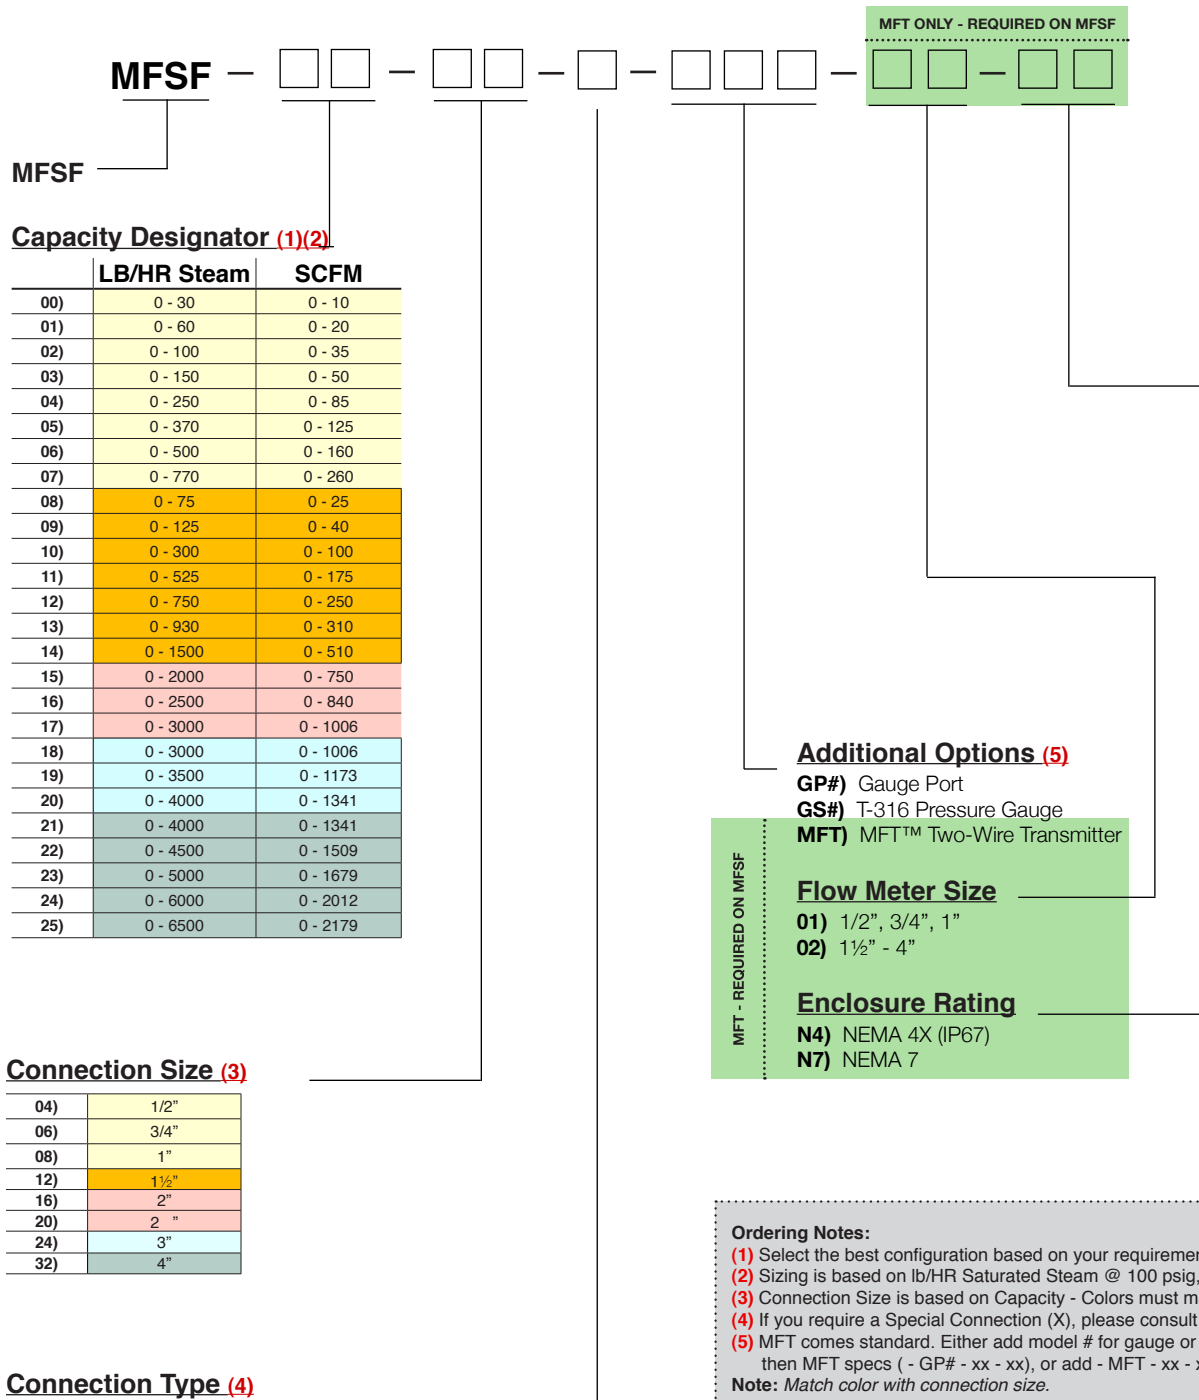 MFT ONLY - REQUIRED ON MFSF
MFSF – □□ – □□ – □ – □□□ – □□ – □□
MFSF
Capacity Designator (1)(2)
LB/HR Steam SCFM
00) 0 - 30 0 - 10
01) 0 - 60 0 - 20
02) 0 - 100 0 - 35
03) 0 - 150 0 - 50
04) 0 - 250 0 - 85
05) 0 - 370 0 - 125
06) 0 - 500 0 - 160
07) 0 - 770 0 - 260
08) 0 - 75 0 - 25
09) 0 - 125 0 - 40
10) 0 - 300 0 - 100
11) 0 - 525 0 - 175
12) 0 - 750 0 - 250
13) 0 - 930 0 - 310
14) 0 - 1500 0 - 510
15) 0 - 2000 0 - 750
16) 0 - 2500 0 - 840
17) 0 - 3000 0 - 1006
18) 0 - 3000 0 - 1006
19) 0 - 3500 0 - 1173
20) 0 - 4000 0 - 1341
21) 0 - 4000 0 - 1341
22) 0 - 4500 0 - 1509
23) 0 - 5000 0 - 1679
24) 0 - 6000 0 - 2012
25) 0 - 6500 0 - 2179
Additional Options (5)
GP#) Gauge Port
GS#) T-316 Pressure Gauge
MFT) MFT™ Two-Wire Transmitter
MFT - REQUIRED ON MFSF
Flow Meter Size
01) 1/2”, 3/4”, 1”
02) 1½” - 4”
Enclosure Rating
N4) NEMA 4X (IP67)
N7) NEMA 7
Connection Size (3)
04) 1/2”
06) 3/4”
08) 1”
12) 1½”
16) 2”
20) 2 ”
24) 3”
32) 4”
Connection Type (4)
Ordering Notes:
(1) Select the best configuration based on your
(2) Sizing is based on lb/HR Saturated Steam @ 100 psig,
(3) Connection Size is based on Capacity - Colors must
(4) If you require a Special Connection (X), please consult
(5) MFT comes standard. Either add model # for gauge or
then MFT specs ( - GP# - xx - xx), or add - MFT - xx -
Note: Match color with connection size.